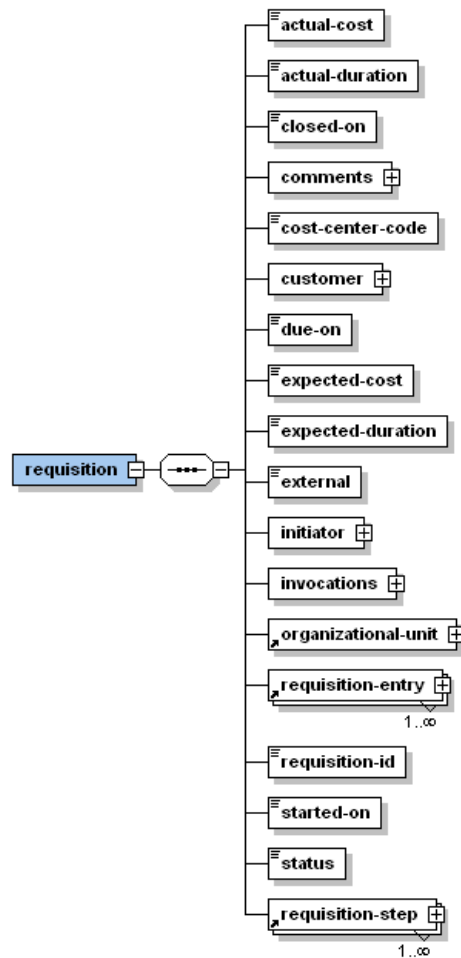 actual-cost
actual-duration
closed-on
comments
cost-center-code
customer
due-on
expected-cost
expected-duration
requisition
external
initiator
invocations
organizational-unit
requisition-entry
1..∞
requisition-id
started-on
status
requisition-step
1..∞